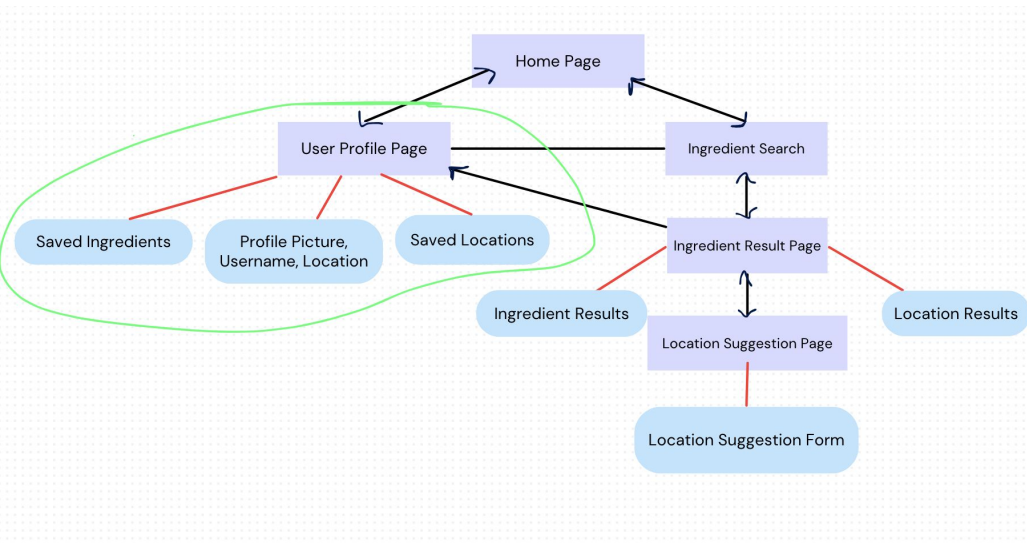 Home Page
User Profile Page
Ingredient Search
Saved Ingredients
Profile Picture,
Username, Location
Saved Locations
Ingredient Result Page
Ingredient Results
Location Results
Location Suggestion Page
Location Suggestion Form